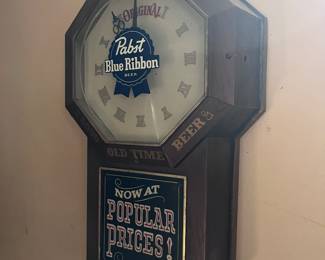 ORIGINAL
Pabst
Blue Ribbon
BEER
OLD TIME BEER
NOW AT
POPULAR
PRICES!